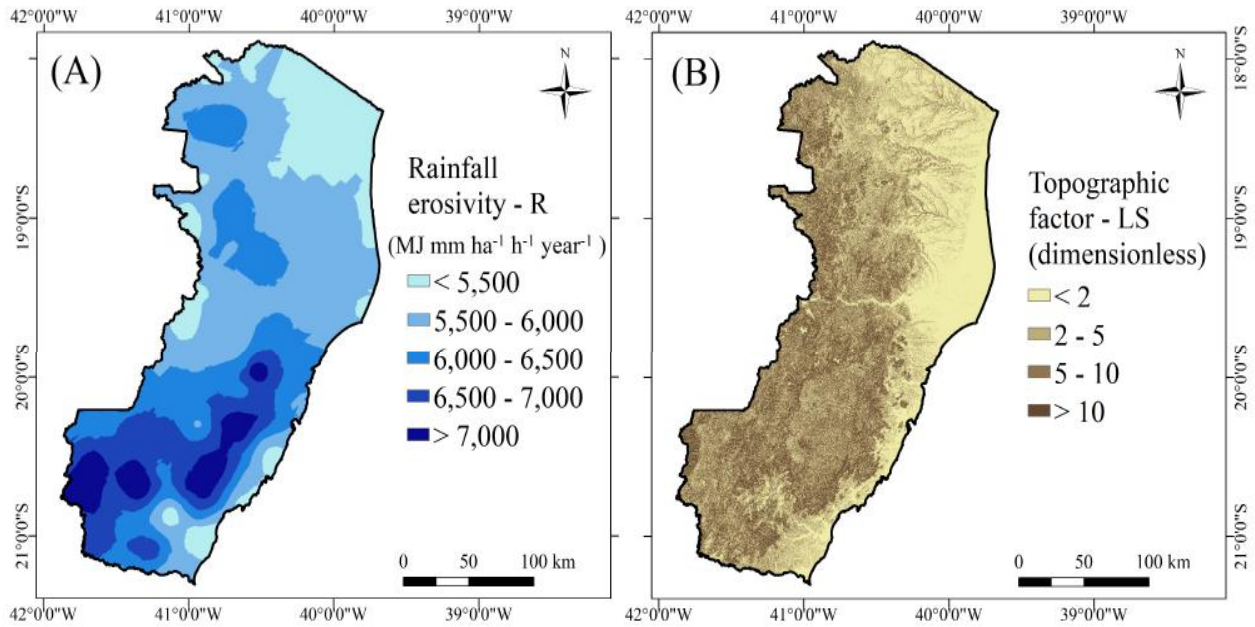 42°0'0"W 41°0'0"W 40°0'0"W 39°0'0"W
(A)
N
Rainfall
erosivity - R
(MJ mm ha⁻¹ h⁻¹ year⁻¹ )
< 5,500
5,500 - 6,000
6,000 - 6,500
6,500 - 7,000
> 7,000
0 50 100 km
19°0'0"S
20°0'0"S
21°0'0"S
42°0'0"W 41°0'0"W 40°0'0"W 39°0'0"W
42°0'0"W 41°0'0"W 40°0'0"W 39°0'0"W
(B)
N
Topographic
factor - LS
(dimensionless)
< 2
2 - 5
5 - 10
> 10
0 50 100 km
18°0'0"S
19°0'0"S
20°0'0"S
21°0'0"S
42°0'0"W 41°0'0"W 40°0'0"W 39°0'0"W